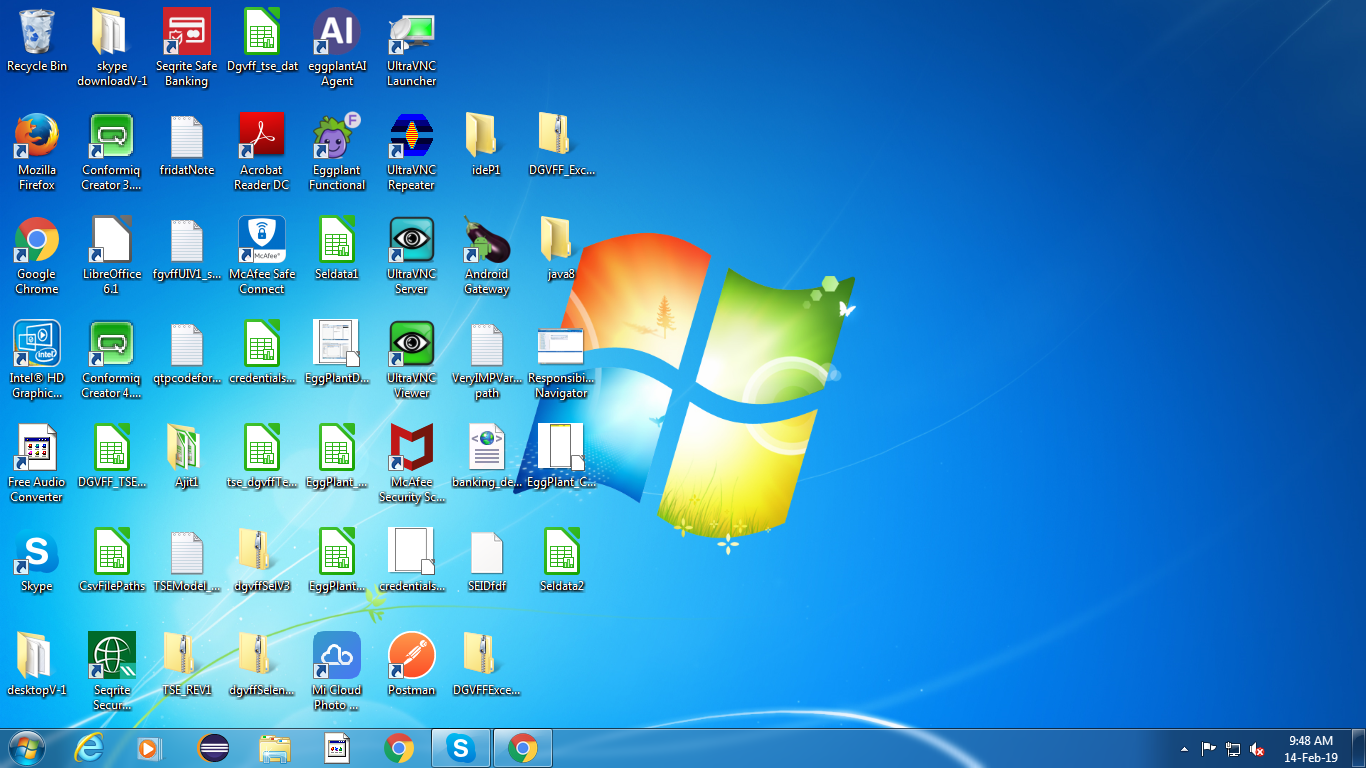 Recycle Bin
skype
downloadV-1
Seqrite Safe
Banking
Dgvff_tse_dat
AI
eggplantAI
Agent
UltraVNC
Launcher
Mozilla
Firefox
Conformiq
Creator 3....
fridatNote
Acrobat
Reader DC
F
Eggplant
Functional
UltraVNC
Repeater
ideP1
DGVFF_Exc...
Google
Chrome
LibreOffice
6.1
fgvffUIV1_s...
McAfee
McAfee Safe
Connect
Seldata1
UltraVNC
Server
Android
Gateway
java8
intel
Intel® HD
Graphic...
Conformiq
Creator 4....
qtpcodefor...
credentials...
EggPlantD...
UltraVNC
Viewer
VeryIMPVar...
path
Responsibi...
Navigator
Free Audio
Converter
DGVFF_TSE...
Ajit1
tse_dgvffTe...
EggPlant_...
McAfee
Security Sc...
banking_de...
EggPlant_C...
S
Skype
CsvFilePaths
TSEModel_...
dgvffSelV3
EggPlant...
credentials...
SEIDfdf
Seldata2
desktopV-1
Seqrite
Secur...
TSE_REV1
dgvffSelen...
Mi Cloud
Photo ...
Postman
DGVFFExce...
S
9:48 AM
14-Feb-19